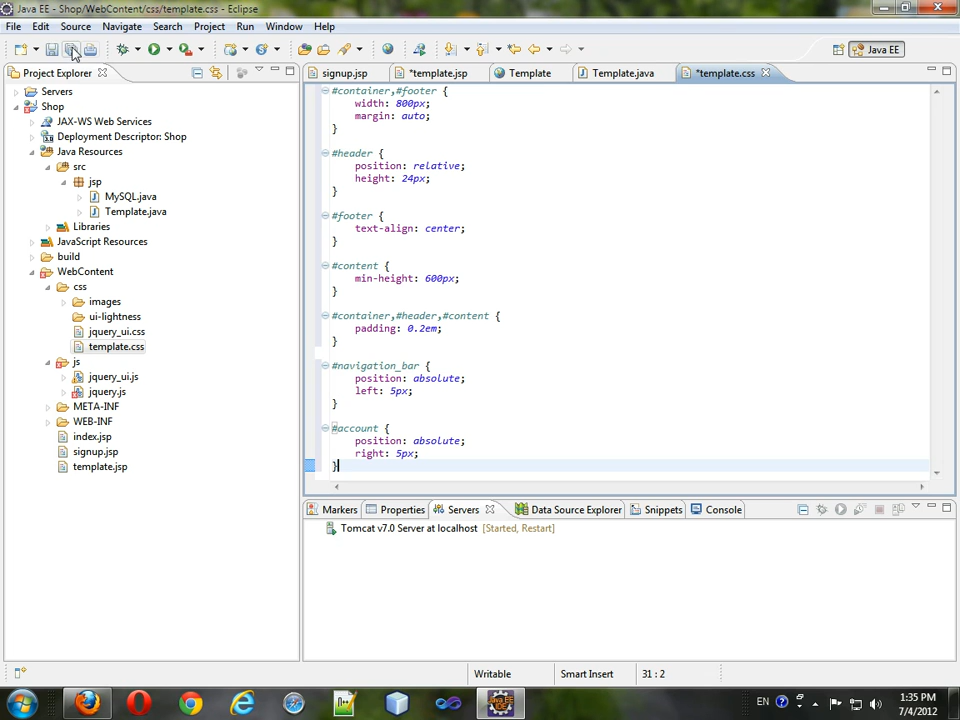 Java EE - Shop/WebContent/css/template.css - Eclipse
File Edit Source Navigate Search Project Run Window Help
Java EE
Project Explorer
signup.jsp *template.jsp Template Template.java *template.css
Servers
Shop
JAX-WS Web Services
Deployment Descriptor: Shop
Java Resources
src
jsp
MySQL.java
Template.java
Libraries
JavaScript Resources
build
WebContent
css
images
ui-lightness
jquery_ui.css
template.css
js
jquery_ui.js
jquery.js
META-INF
WEB-INF
index.jsp
signup.jsp
template.jsp
#container,#footer {
width: 800px;
margin: auto;
}
#header {
position: relative;
height: 24px;
}
#footer {
text-align: center;
}
#content {
min-height: 600px;
}
#container,#header,#content {
padding: 0.2em;
}
#navigation_bar {
position: absolute;
left: 5px;
}
#account {
position: absolute;
right: 5px;
}
Markers Properties Servers Data Source Explorer Snippets Console
Tomcat v7.0 Server at localhost [Started, Restart]
Writable Smart Insert 31 : 2
EN 1:35 PM
7/4/2012